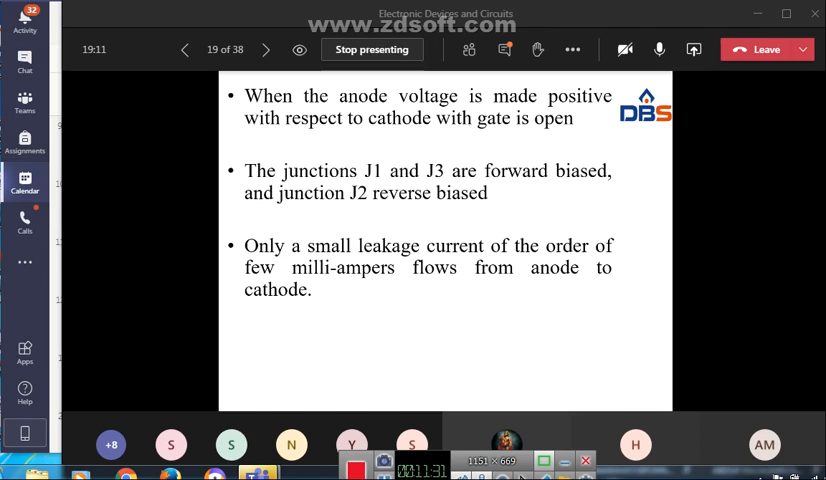 Electronic Devices and Circuits
www.zdsoft.com
32
Activity
Chat
Teams
Assignments
Calendar
Calls
Apps
Help
19:11
19 of 38
Stop presenting
Leave
• When the anode voltage is made positive
with respect to cathode with gate is open
DBS
• The junctions J1 and J3 are forward biased,
and junction J2 reverse biased
• Only a small leakage current of the order of
few milli-ampers flows from anode to
cathode.
+8
S
S
N
Y
S
H
AM
00:11:31
1151 × 669